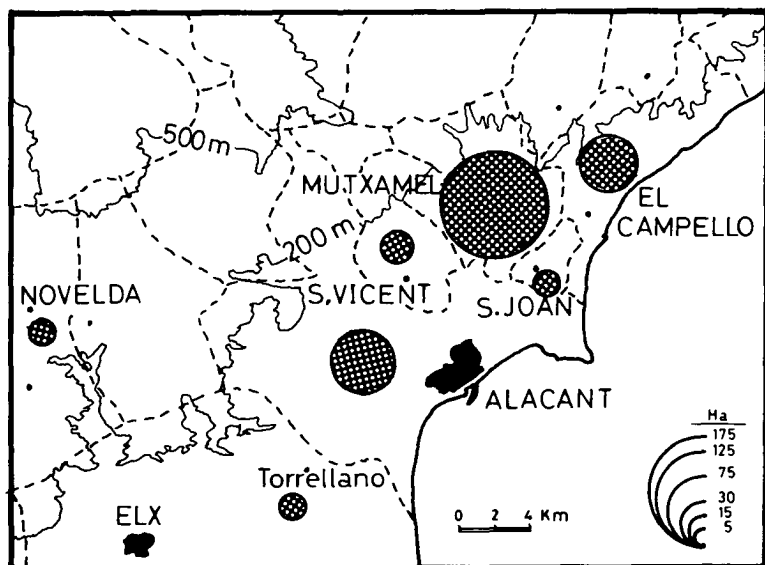 500 m
MUTXAMEL
EL
CAMPELLO
200 m
S. VICENT
S. JOAN
NOVELDA
ALACANT
Torrellano
ELX
0 2 4 Km
Ha
175
125
75
30
15
5